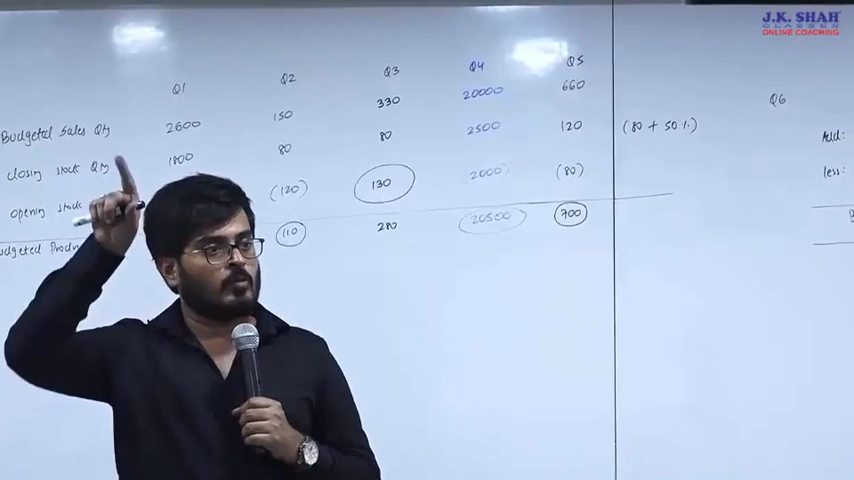 J.K. SHAH
CLASSES
ONLINE COACHING
Q1 Q2 Q3 Q4 Q5 Q6
Budgeted Sales Qty 2600 150 330 20000 660
Closing Stock Qty 1800 80 80 2500 120 (80 + 50%) Add:
Opening Stock (120) 130 2000 (80) Less:
110 280 20500 700